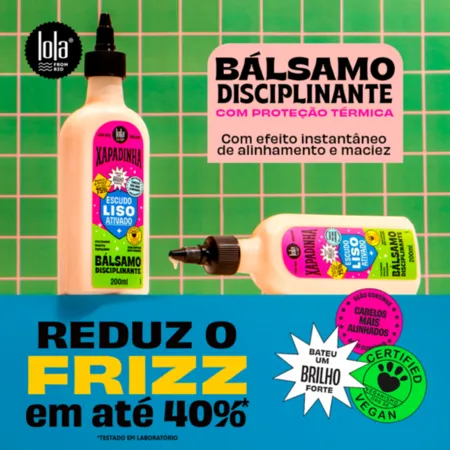 lola®
FROM
RIO
BÁLSAMO
DISCIPLINANTE
COM PROTEÇÃO TÉRMICA
Com efeito instantâneo
de alinhamento e maciez
lola
XAPADINHA
ESCUDO
LISO
ATIVADO
BÁLSAMO
DISCIPLINANTE
200ml
lola
XAPADINHA
ESCUDO
LISO
ATIVADO
BÁLSAMO
DISCIPLINANTE
200ml
REDUZ O
FRIZZ
em até 40%*
*TESTADO EM LABORATÓRIO
BATEU UM
BRILHO
FORTE
CABELOS
MAIS
ALINHADOS
CERTIFIED
VEGAN